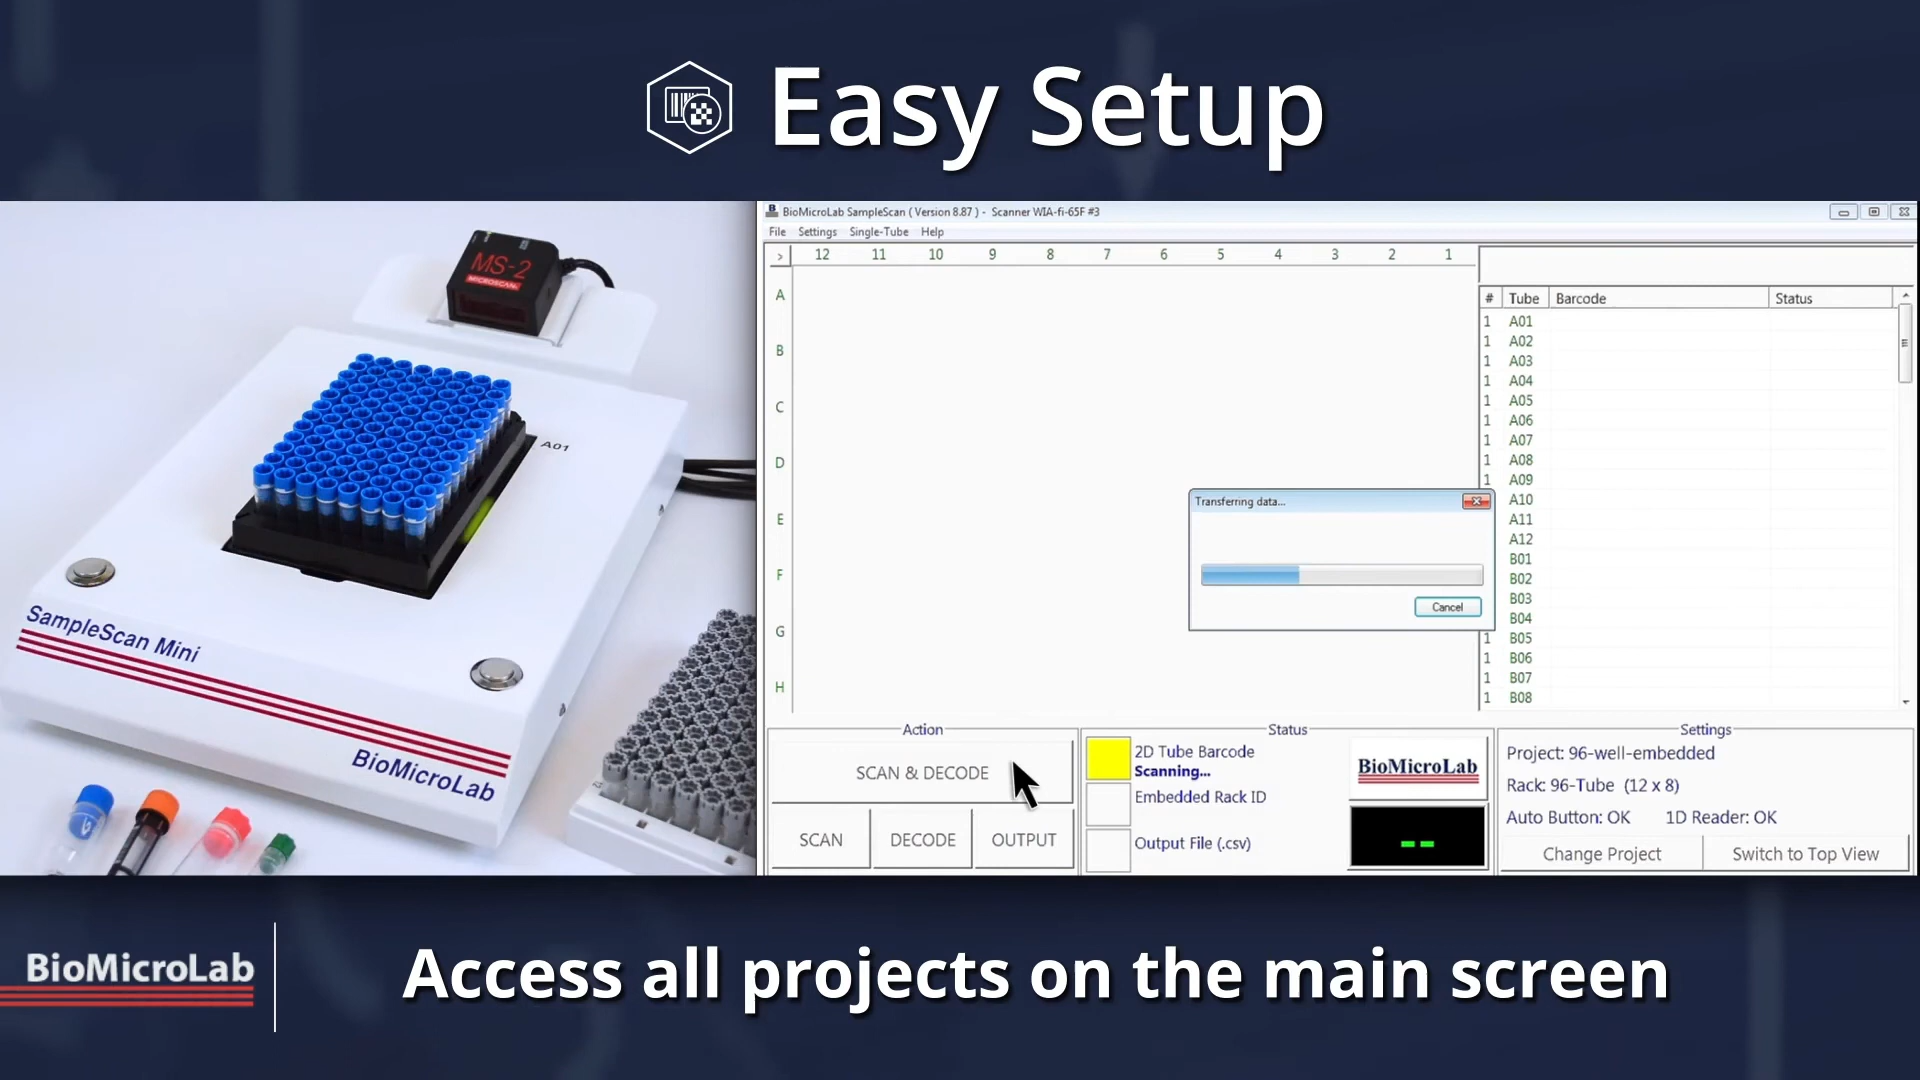 Easy Setup
MS-2
MICROSCAN
A01
SampleScan Mini
BioMicroLab
BioMicroLab SampleScan ( Version 8.87 ) - Scanner WIA-fi-65F #3
File Settings Single-Tube Help
> 12 11 10 9 8 7 6 5 4 3 2 1
A
B
C
D
E
F
G
H
# Tube Barcode Status
1 A01
1 A02
1 A03
1 A04
1 A05
1 A06
1 A07
1 A08
1 A09
A10
A11
A12
B01
B02
B03
B04
1 B05
1 B06
1 B07
1 B08
Transferring data...
Cancel
Action
SCAN & DECODE
SCAN DECODE OUTPUT
Status
2D Tube Barcode
Scanning...
Embedded Rack ID
Output File (.csv)
BioMicroLab
--
Settings
Project: 96-well-embedded
Rack: 96-Tube (12 x 8)
Auto Button: OK 1D Reader: OK
Change Project Switch to Top View
BioMicroLab
Access all projects on the main screen